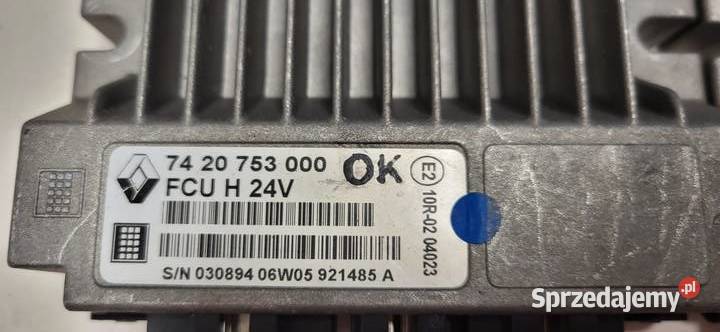 74 20 753 000 OK
FCU H 24V
S/N 030894 06W05 921485 A
E2
10R-02 04023
Sprzedajemy.pl